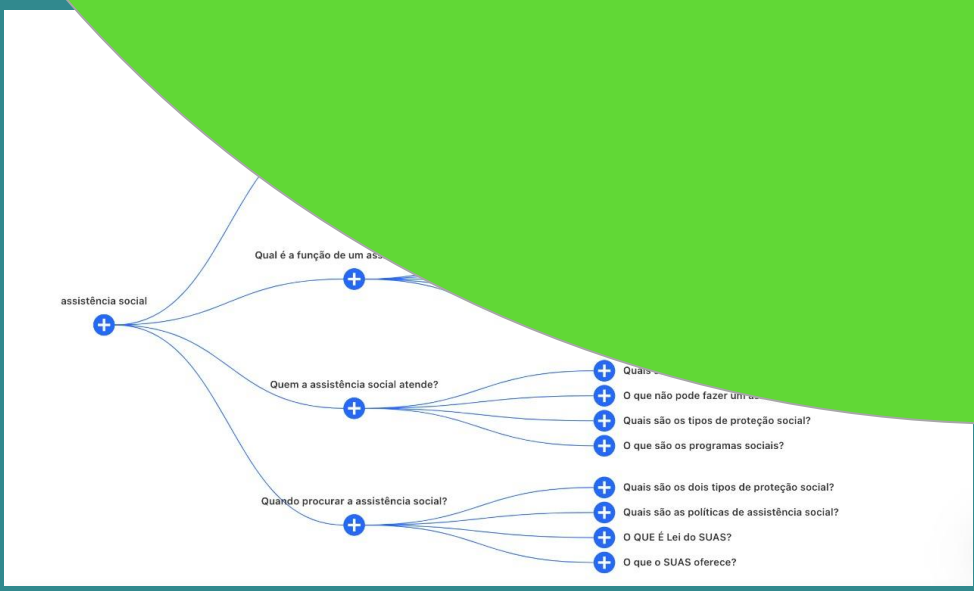 Qual é a função de um
assistência social
Quem a assistência social atende?
Quais
O que não pode fazer um
Quais são os tipos de proteção social?
O que são os programas sociais?
Quando procurar a assistência social?
Quais são os dois tipos de proteção social?
Quais são as políticas de assistência social?
O QUE É Lei do SUAS?
O que o SUAS oferece?